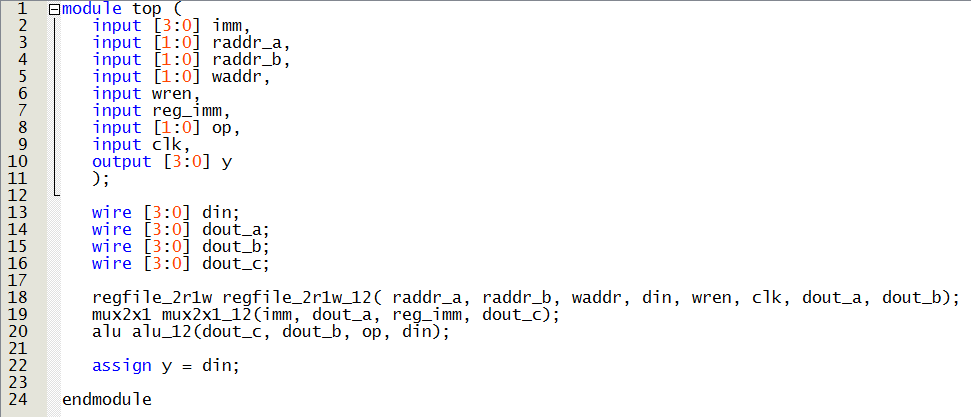 1 module top (
2 input [3:0] imm,
3 input [1:0] raddr_a,
4 input [1:0] raddr_b,
5 input [1:0] waddr,
6 input wren,
7 input reg_imm,
8 input [1:0] op,
9 input clk,
10 output [3:0] y
11 );
12
13 wire [3:0] din;
14 wire [3:0] dout_a;
15 wire [3:0] dout_b;
16 wire [3:0] dout_c;
17
18 regfile_2r1w regfile_2r1w_12( raddr_a, raddr_b, waddr, din, wren, clk, dout_a, dout_b);
19 mux2x1 mux2x1_12(imm, dout_a, reg_imm, dout_c);
20 alu alu_12(dout_c, dout_b, op, din);
21
22 assign y = din;
23
24 endmodule